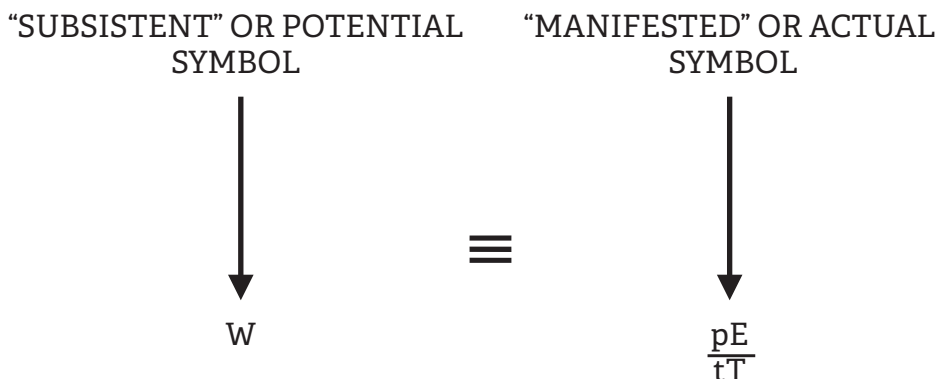 “SUBSISTENT” OR POTENTIAL
SYMBOL
“MANIFESTED” OR ACTUAL
SYMBOL
≡
W
pE
tT